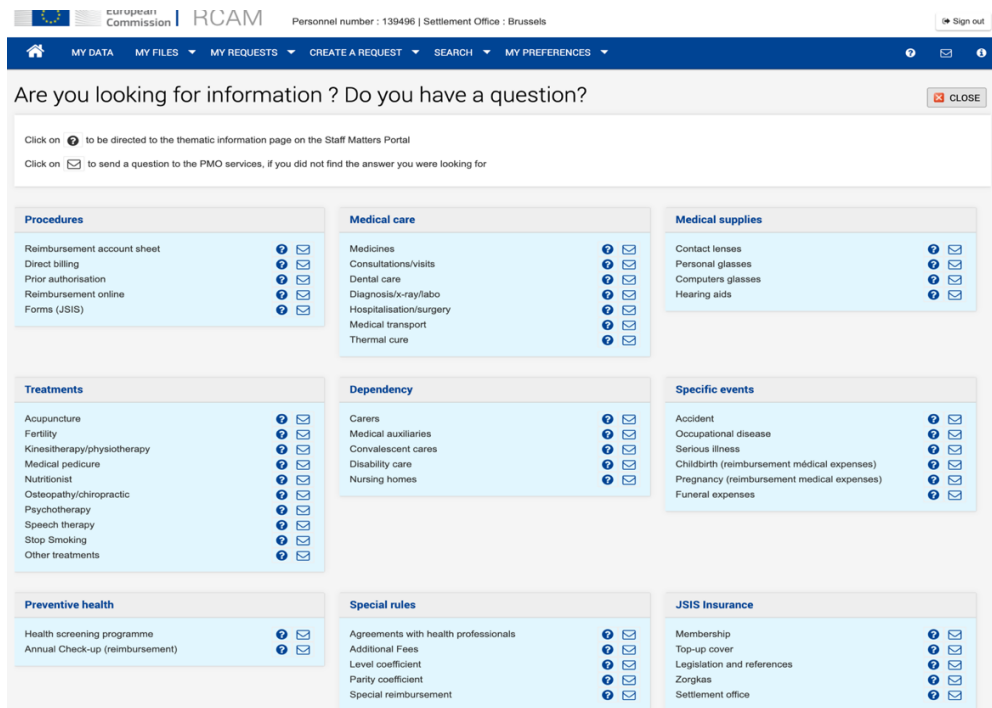 European
Commission
RCAM
Personnel number : 139496 | Settlement Office : Brussels
Sign out
MY DATA MY FILES MY REQUESTS CREATE A REQUEST SEARCH MY PREFERENCES
Are you looking for information ? Do you have a question?
CLOSE
Click on ? to be directed to the thematic information page on the Staff Matters Portal
Click on to send a question to the PMO services, if you did not find the answer you were looking for
Procedures
Reimbursement account sheet
Direct billing
Prior authorisation
Reimbursement online
Forms (JSIS)
Medical care
Medicines
Consultations/visits
Dental care
Diagnosis/x-ray/labo
Hospitalisation/surgery
Medical transport
Thermal cure
Medical supplies
Contact lenses
Personal glasses
Computers glasses
Hearing aids
Treatments
Acupuncture
Fertility
Kinesitherapy/physiotherapy
Medical pedicure
Nutritionist
Osteopathy/chiropractic
Psychotherapy
Speech therapy
Stop Smoking
Other treatments
Dependency
Carers
Medical auxiliaries
Convalescent cares
Disability care
Nursing homes
Specific events
Accident
Occupational disease
Serious illness
Childbirth (reimbursement médical expenses)
Pregnancy (reimbursement medical expenses)
Funeral expenses
Preventive health
Health screening programme
Annual Check-up (reimbursement)
Special rules
Agreements with health professionals
Additional Fees
Level coefficient
Parity coefficient
Special reimbursement
JSIS Insurance
Membership
Top-up cover
Legislation and references
Zorgkas
Settlement office